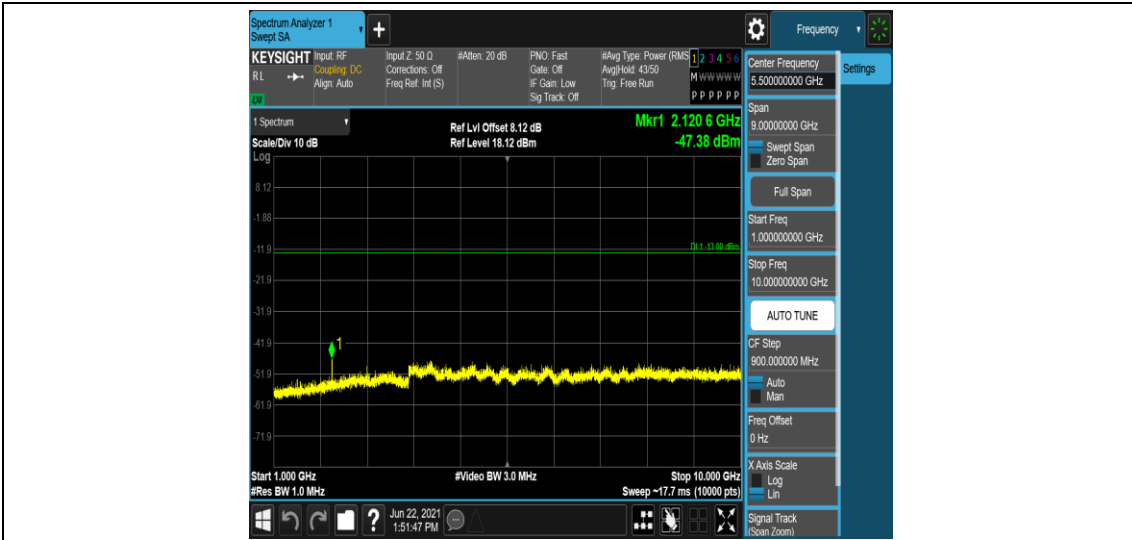 Spectrum Analyzer 1
Swept SA
+
Frequency
KEYSIGHT
RL
LXI
Input: RF
Coupling: DC
Align: Auto
Input Z: 50 Ω
Corrections: Off
Freq Ref: Int (S)
#Atten: 20 dB
PNO: Fast
Gate: Off
IF Gain: Low
Sig Track: Off
#Avg Type: Power (RMS
Avg|Hold: 43/50
Trig: Free Run
1 2 3 4 5 6
M W W W W W
P P P P P P
1 Spectrum
Scale/Div 10 dB
Log
Ref Lvl Offset 8.12 dB
Ref Level 18.12 dBm
Mkr1 2.120 6 GHz
-47.38 dBm
8.12
-1.88
-11.9
DL1 -13.00 dBm
-21.9
-31.9
-41.9
1
-51.9
-61.9
-71.9
Start 1.000 GHz
#Video BW 3.0 MHz
Stop 10.000 GHz
#Res BW 1.0 MHz
Sweep ~17.7 ms (10000 pts)
?
Jun 22, 2021
1:51:47 PM
Center Frequency
5.50000000 GHz
Settings
Span
9.00000000 GHz
Swept Span
Zero Span
Full Span
Start Freq
1.000000000 GHz
Stop Freq
10.000000000 GHz
AUTO TUNE
CF Step
900.000000 MHz
Auto
Man
Freq Offset
0 Hz
X Axis Scale
Log
Lin
Signal Track
(Span Zoom)